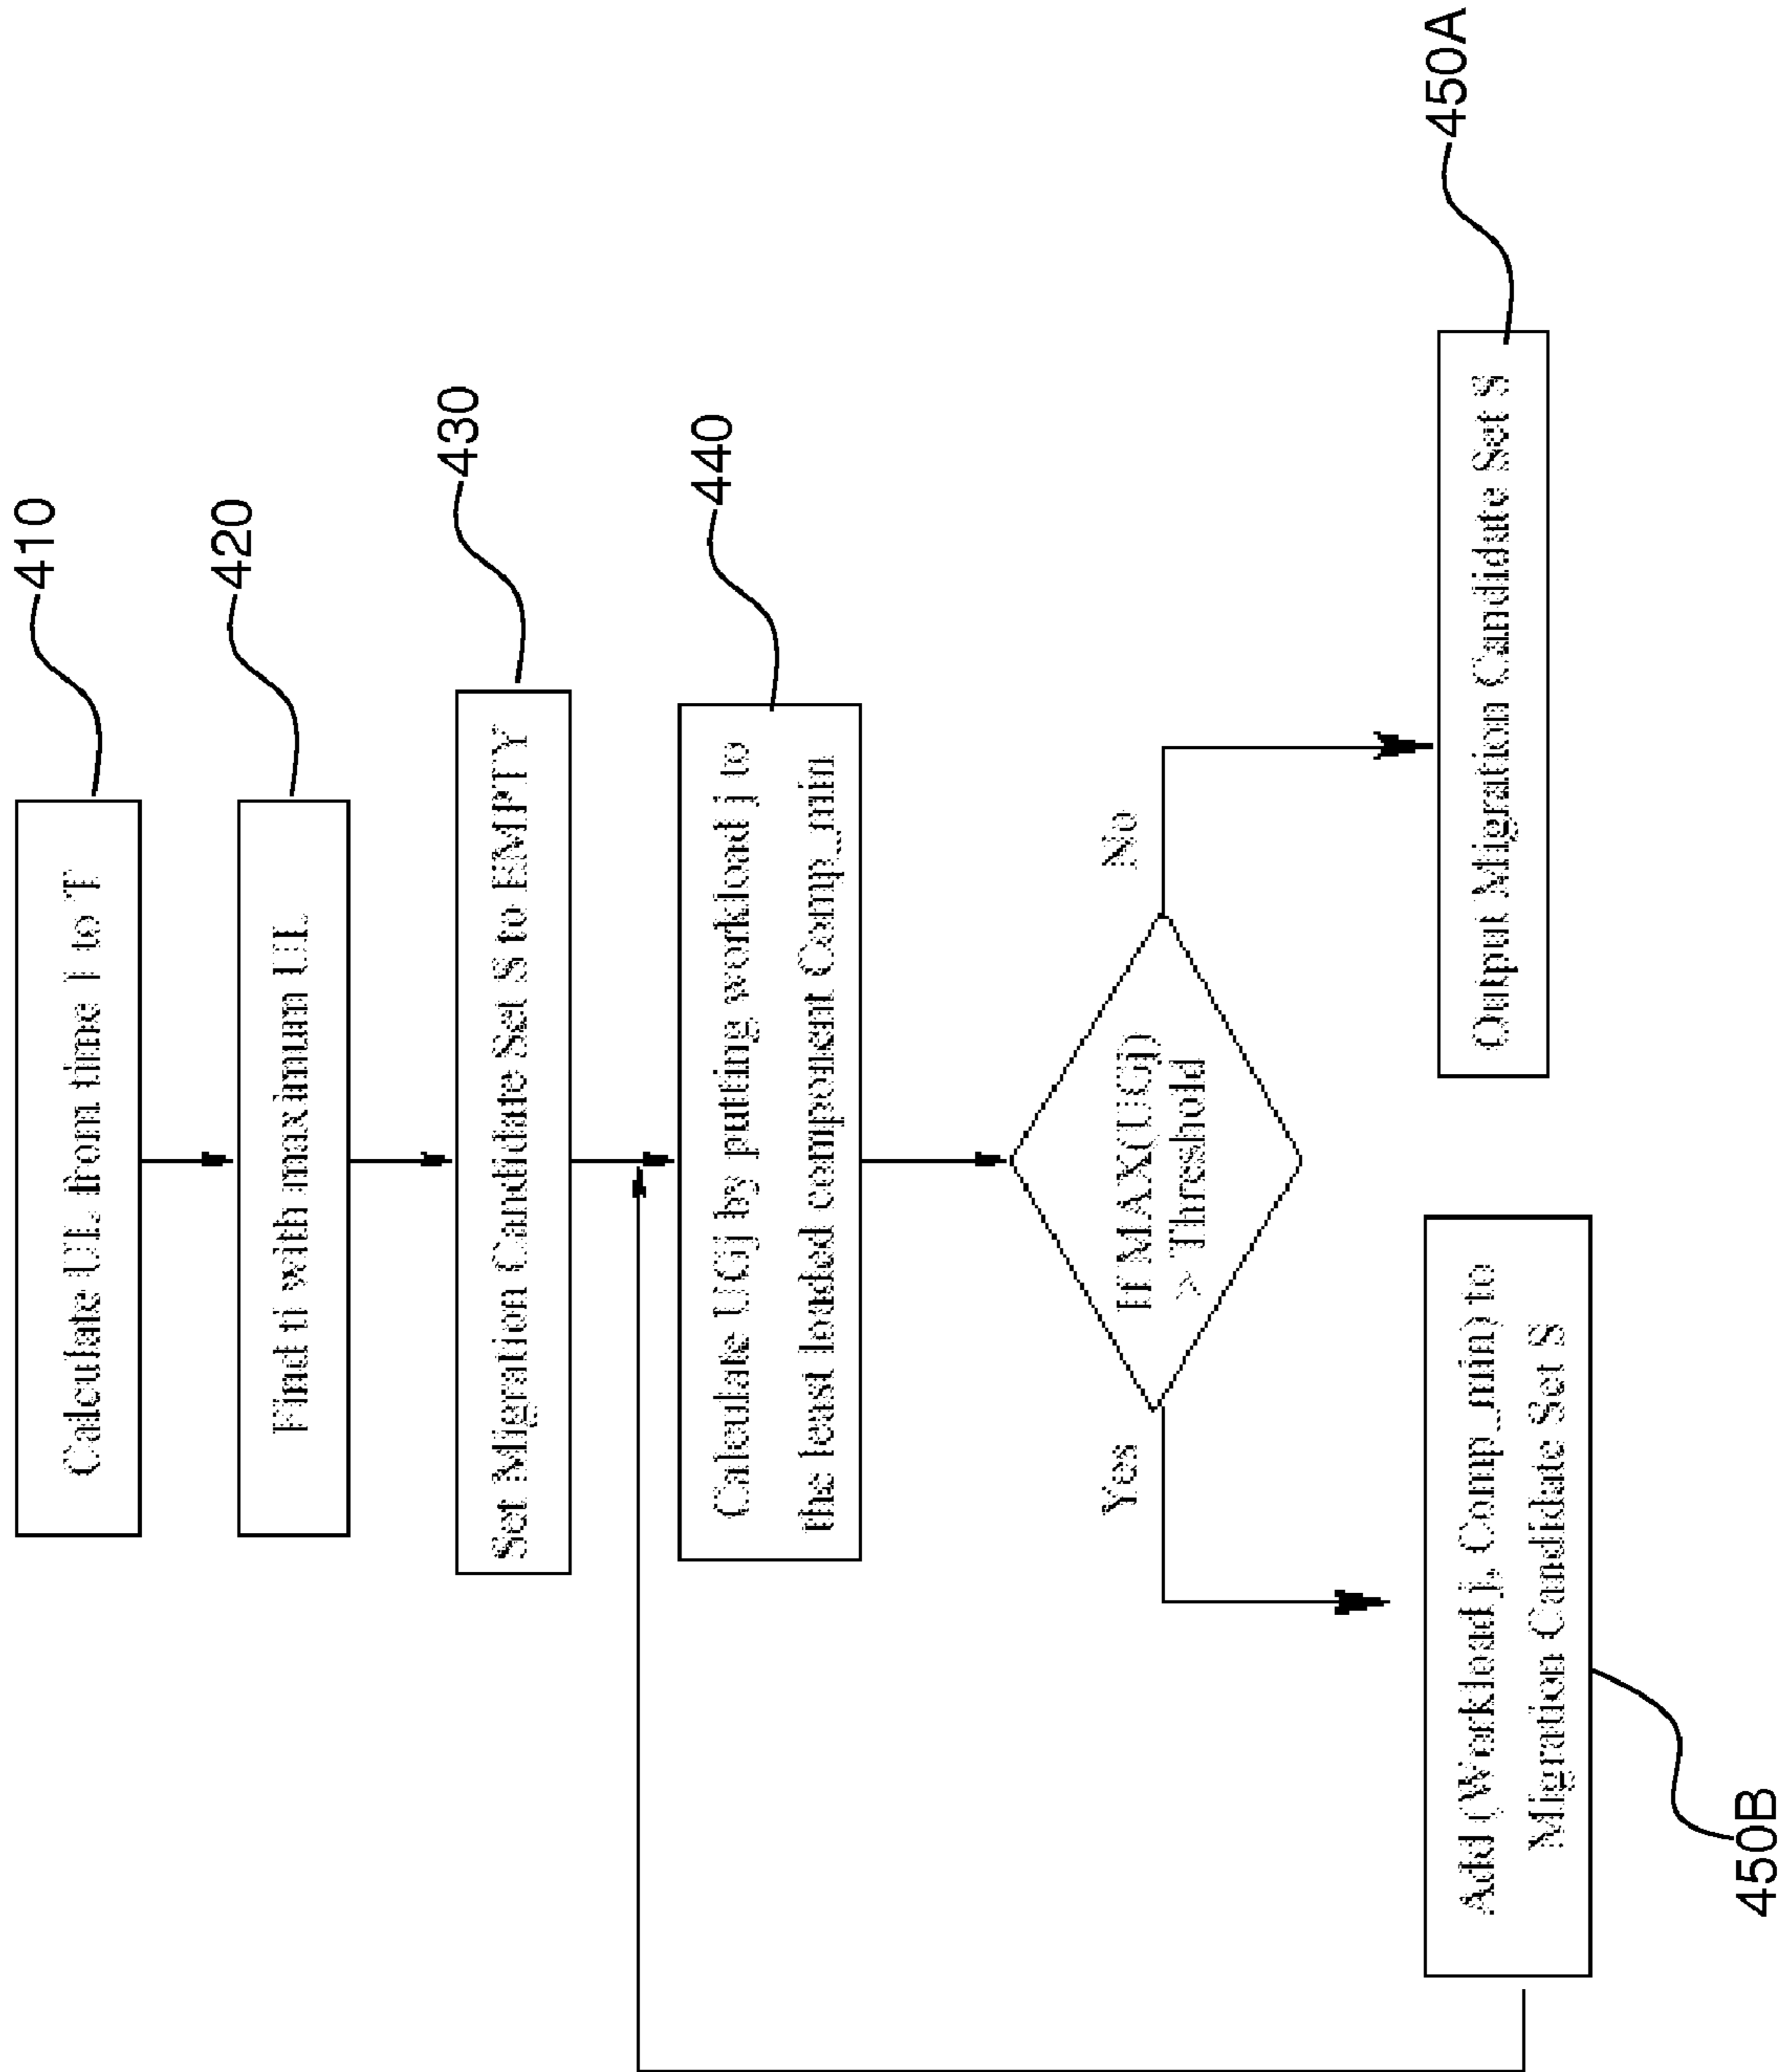 410
Calculate UL from time 1 to T
420
Find ti with maximum UL
430
Set Migration Candidate Set S to EMPTY
440
Calculate UGj by putting workload j to
the least loaded component Comp_min
If MAX(UGj)
> Threshold
Yes
No
450A
Output Migration Candidate Set S
Add (Workload j, Comp_min) to
Migration Candidate Set S
450B